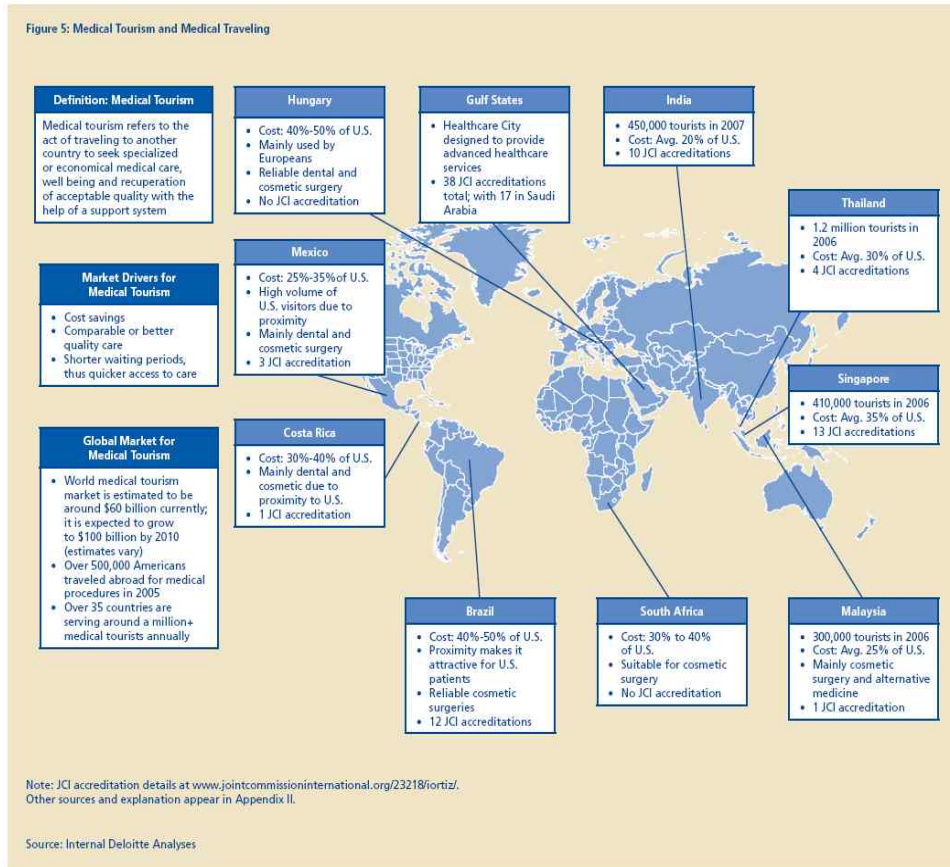 Figure 5: Medical Tourism and Medical Traveling
Definition: Medical Tourism
Medical tourism refers to the
act of traveling to another
country to seek specialized
or economical medical care,
well being and recuperation
of acceptable quality with the
help of a support system
Market Drivers for
Medical Tourism
• Cost savings
• Comparable or better
quality care
• Shorter waiting periods,
thus quicker access to care
Global Market for
Medical Tourism
• World medical tourism
market is estimated to be
around $60 billion currently;
it is expected to grow
to $100 billion by 2010
(estimates vary)
• Over 500,000 Americans
traveled abroad for medical
procedures in 2005
• Over 35 countries are
serving around a million+
medical tourists annually
Hungary
• Cost: 40%-50% of U.S.
• Mainly used by
Europeans
• Reliable dental and
cosmetic surgery
• No JCI accreditation
Mexico
• Cost: 25%-35%of U.S.
• High volume of
U.S. visitors due to
proximity
• Mainly dental and
cosmetic surgery
• 3 JCI accreditation
Costa Rica
• Cost: 30%-40% of U.S.
• Mainly dental and
cosmetic due to
proximity to U.S.
• 1 JCI accreditation
Gulf States
• Healthcare City
designed to provide
advanced healthcare
services
• 38 JCI accreditations
total; with 17 in Saudi
Arabia
India
• 450,000 tourists in 2007
• Cost: Avg. 20% of U.S.
• 10 JCI accreditations
Thailand
• 1.2 million tourists in
2006
• Cost: Avg. 30% of U.S.
• 4 JCI accreditations
Singapore
• 410,000 tourists in 2006
• Cost: Avg. 35% of U.S.
• 13 JCI accreditations
Brazil
• Cost: 40%-50% of U.S.
• Proximity makes it
attractive for U.S.
patients
• Reliable cosmetic
surgeries
• 12 JCI accreditations
South Africa
• Cost: 30% to 40%
of U.S.
• Suitable for cosmetic
surgery
• No JCI accreditation
Malaysia
• 300,000 tourists in 2006
• Cost: Avg. 25% of U.S.
• Mainly cosmetic
surgery and alternative
medicine
• 1 JCI accreditation
Note: JCI accreditation details at www.jointcommissioninternational.org/23218/iortiz/.
Other sources and explanation appear in Appendix II.
Source: Internal Deloitte Analyses